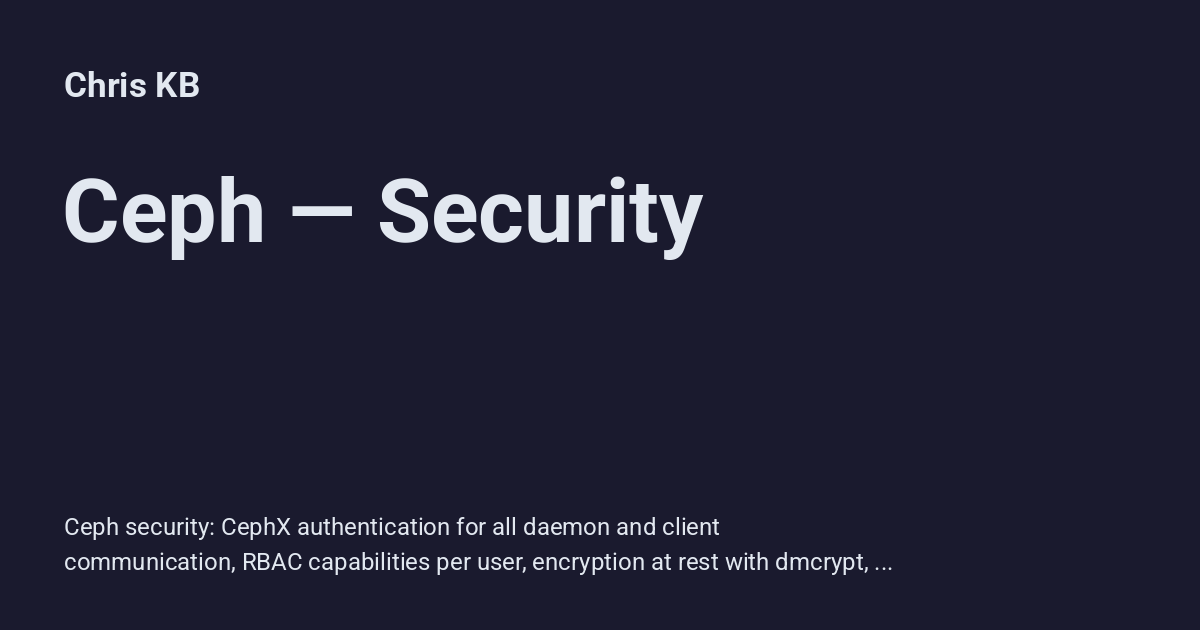 Chris KB
Ceph — Security
Ceph security: CephX authentication for all daemon and client
communication, RBAC capabilities per user, encryption at rest with dmcrypt, ...